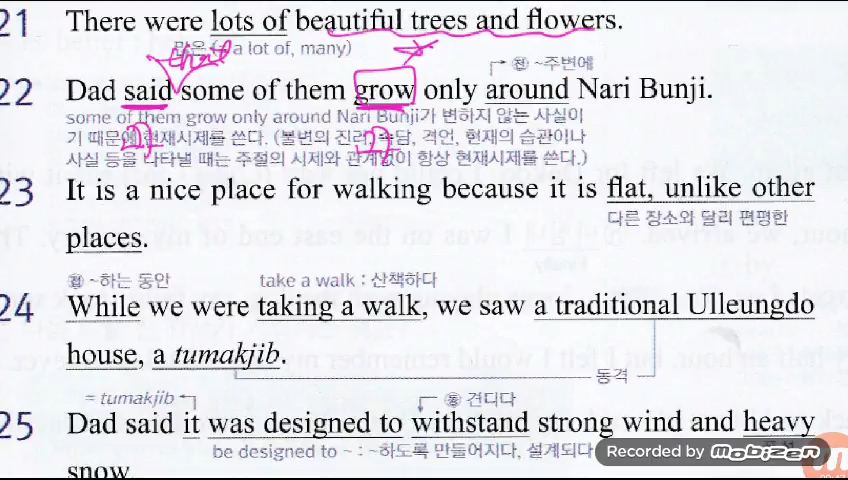 21 There were lots of beautiful trees and flowers.
많은 (= a lot of, many)
that
전 ~주변에
22 Dad said some of them grow only around Nari Bunji.
some of them grow only around Nari Bunji가 변하지 않는 사실이
기 때문에 현재시제를 쓴다. (불변의 진리, 속담, 격언, 현재의 습관이나
사실 등을 나타낼 때는 주절의 시제와 관계없이 항상 현재시제를 쓴다.)
23 It is a nice place for walking because it is flat, unlike other
다른 장소와 달리 편평한
places.
접 ~하는 동안 take a walk : 산책하다
24 While we were taking a walk, we saw a traditional Ulleungdo
house, a tumakjib.
동격
= tumakjib 동 견디다
25 Dad said it was designed to withstand strong wind and heavy
be designed to ~ : ~하도록 만들어지다, 설계되다
snow.
Recorded by mobizen